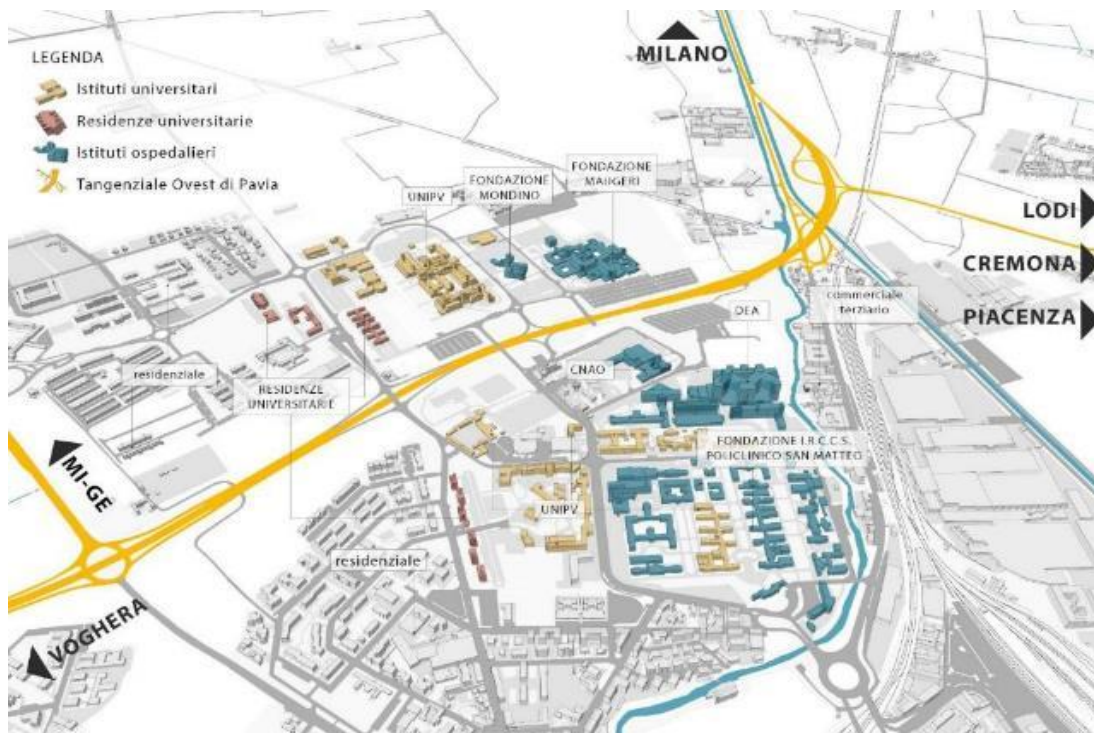 MILANO
LEGENDA
Istituti universitari
Residenze universitarie
Istituti ospedalieri
Tangenziale Ovest di Pavia
UNIPV
FONDAZIONE
MONDINO
FONDAZIONE
MAUGERI
LODI
CREMONA
PIACENZA
commerciale
terziario
DEA
residenziale
RESIDENZE
UNIVERSITARIE
CNAO
FONDAZIONE I.R.C.C.S.
POLICLINICO SAN MATTEO
MI-GE
UNIPV
residenziale
VOGHERA